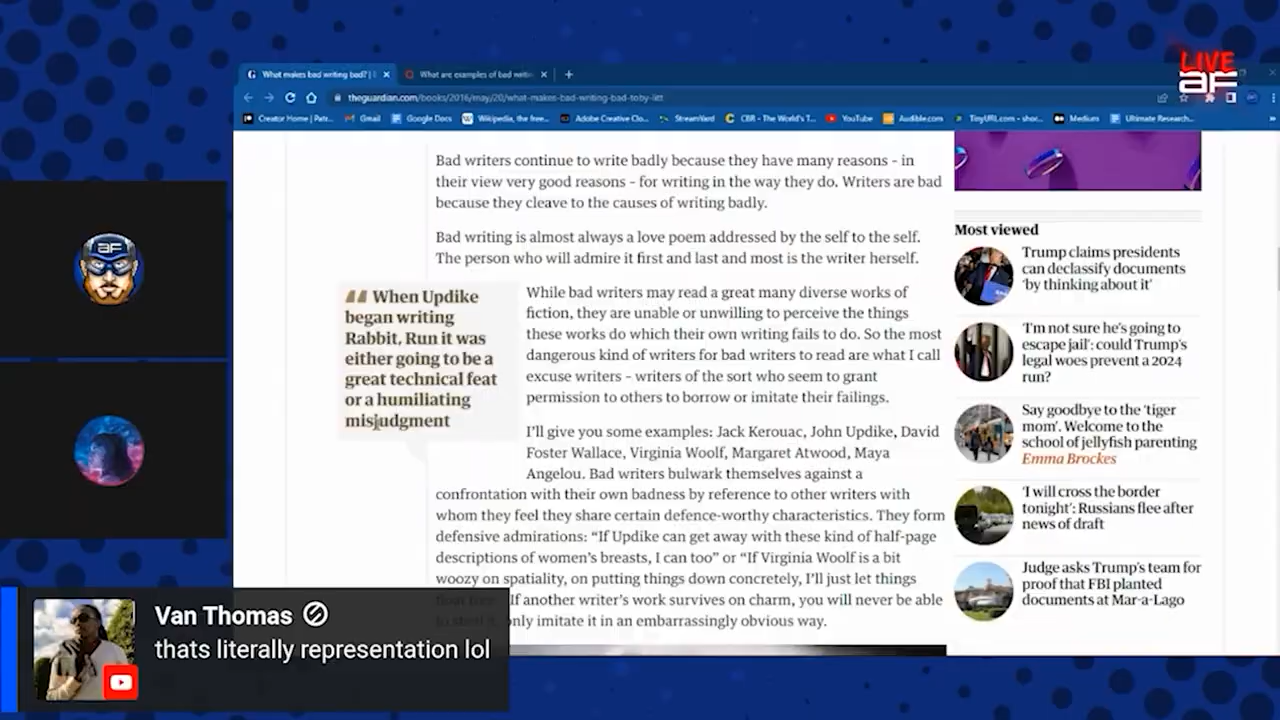 LIVE
AF
What makes bad writing bad? |
What are examples of bad writi
theguardian.com/books/2016/may/20/what-makes-bad-writing-bad-toby-litt
Creator Home | Patr... Gmail Google Docs Wikipedia, the free... Adobe Creative Clo... StreamYard CBR - The World's T... YouTube Audible.com TinyURL.com - shor... Medium Ultimate Research...
Bad writers continue to write badly because they have many reasons – in
their view very good reasons – for writing in the way they do. Writers are bad
because they cleave to the causes of writing badly.
Bad writing is almost always a love poem addressed by the self to the self.
The person who will admire it first and last and most is the writer herself.
When Updike
began writing
Rabbit, Run it was
either going to be a
great technical feat
or a humiliating
misjudgment
While bad writers may read a great many diverse works of
fiction, they are unable or unwilling to perceive the things
these works do which their own writing fails to do. So the most
dangerous kind of writers for bad writers to read are what I call
excuse writers – writers of the sort who seem to grant
permission to others to borrow or imitate their failings.
I'll give you some examples: Jack Kerouac, John Updike, David
Foster Wallace, Virginia Woolf, Margaret Atwood, Maya
Angelou. Bad writers bulwark themselves against a
confrontation with their own badness by reference to other writers with
whom they feel they share certain defence-worthy characteristics. They form
defensive admirations: “If Updike can get away with these kind of half-page
descriptions of women’s breasts, I can too” or “If Virginia Woolf is a bit
woozy on spatiality, on putting things down concretely, I’ll just let things
If another writer’s work survives on charm, you will never be able
only imitate it in an embarrassingly obvious way.
Most viewed
Trump claims presidents
can declassify documents
‘by thinking about it’
‘I’m not sure he’s going to
escape jail’: could Trump’s
legal woes prevent a 2024
run?
Say goodbye to the ‘tiger
mom’. Welcome to the
school of jellyfish parenting
Emma Brockes
‘I will cross the border
tonight’: Russians flee after
news of draft
Judge asks Trump’s team for
proof that FBI planted
documents at Mar-a-Lago
AF
Van Thomas
thats literally representation lol